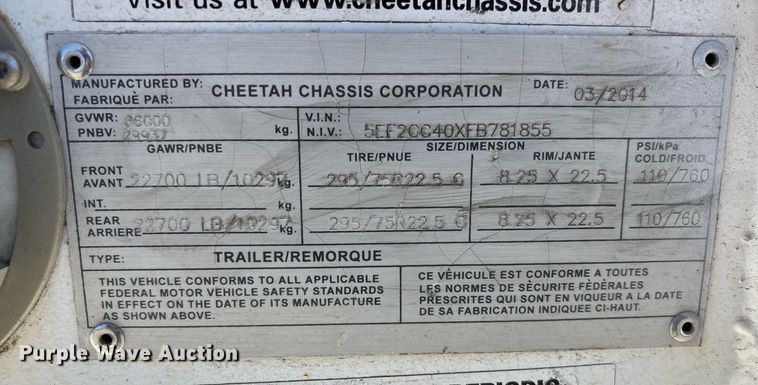 Visit us at www.cheetahchassis.com
MANUFACTURED BY: FABRIQUÉ PAR: CHEETAH CHASSIS CORPORATION DATE: 03/2014
GVWR: 66000
PNBV: 29937 kg.
V.I.N.:
N.I.V.: 5EF2CC40XFB781855
GAWR/PNBE
SIZE/DIMENSION
TIRE/PNUE RIM/JANTE
PSI/kPa
COLD/FROID
FRONT
AVANT 22700 LB/10297 kg. 295/75R22.5 G 8.25 X 22.5 110/760
INT. kg.
REAR
ARRIERE 22700 LB/10297 kg. 295/75R22.5 G 8.25 X 22.5 110/760
TYPE: TRAILER/REMORQUE
THIS VEHICLE CONFORMS TO ALL APPLICABLE
FEDERAL MOTOR VEHICLE SAFETY STANDARDS
IN EFFECT ON THE DATE OF ITS MANUFACTURE
AS SHOWN ABOVE.
CE VÉHICULE EST CONFORME A TOUTES
LES NORMES DE SÉCURITE FÉDÉRALES
PRESCRITES QUI SONT EN VIQUEUR A LA DATE
DE SA FABRICATION INDIQUEE CI-HAUT.
Purple Wave Auction